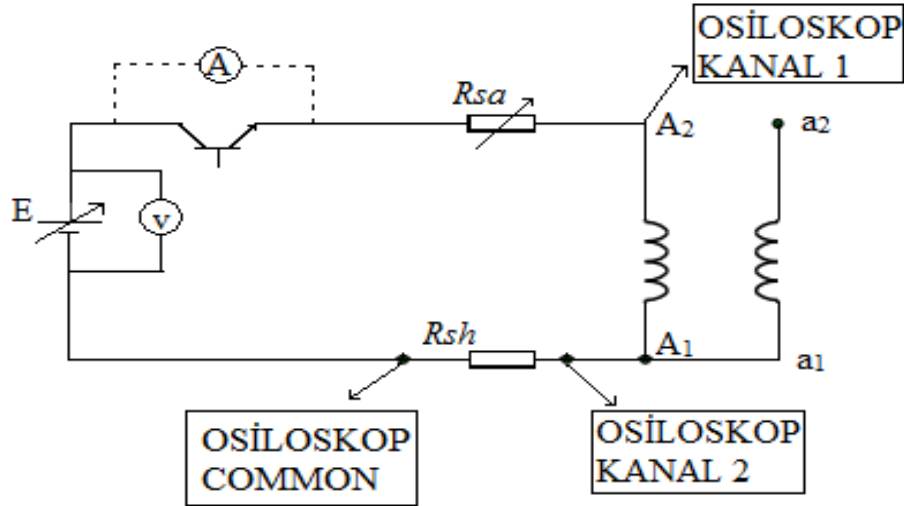 OSİLOSKOP
KANAL 1
A
Rsa
A2
a2
E
v
Rsh
A1
a1
OSİLOSKOP
COMMON
OSİLOSKOP
KANAL 2